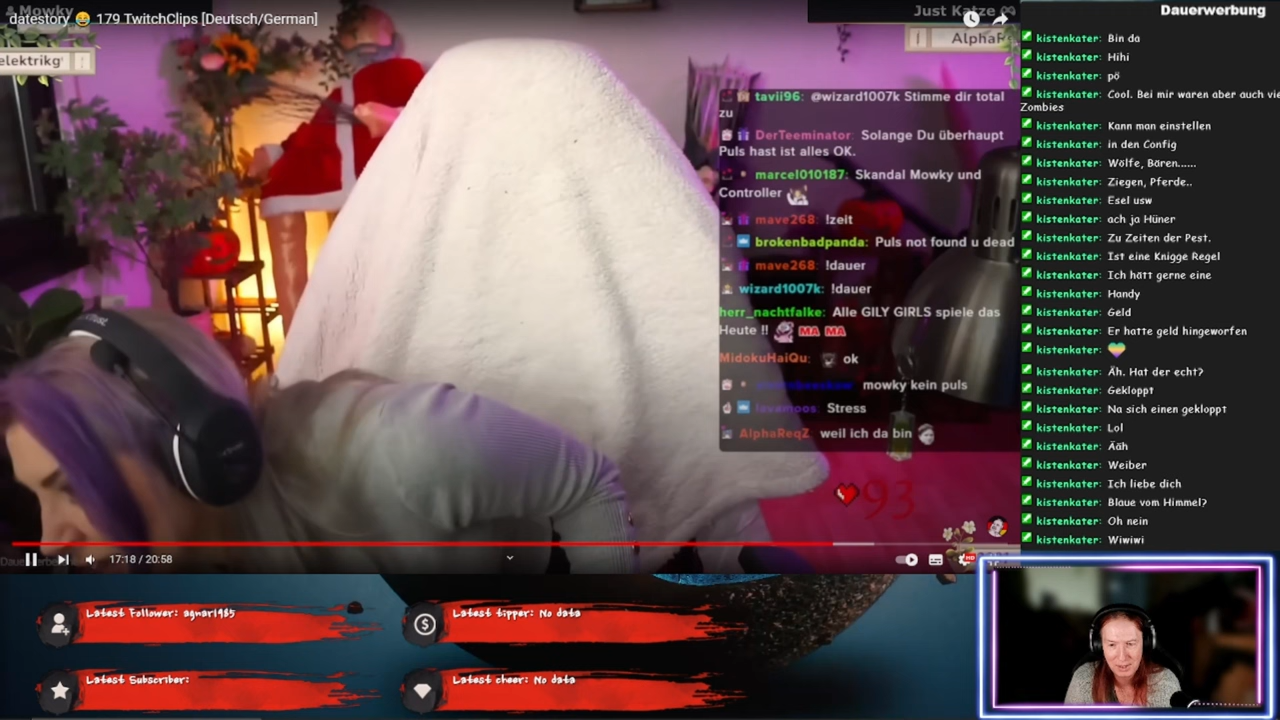 Mowky
datestory 😂 179 TwitchClips [Deutsch/German]
elektrikg
Just Katze
AlphaRe
tavii96: @wizard1007k Stimme dir total
zu
DerTeeminator: Solange Du überhaupt
Puls hast ist alles OK.
marcel010187: Skandal Mowky und
Controller
mave268: !zeit
brokenbadpanda: Puls not found u dead
mave268: !dauer
wizard1007k: !dauer
herr_nachtfalke: Alle GILY GIRLS spiele das
Heute !! MA MA
MidokuHaiQu: ok
mowky kein puls
Stress
AlphaReqZ: weil ich da bin
93
17:18 / 20:58
HD
Dauerwerbung
kistenkater: Bin da
kistenkater: Hihi
kistenkater: pö
kistenkater: Cool. Bei mir waren aber auch vie
Zombies
kistenkater: Kann man einstellen
kistenkater: in den Config
kistenkater: Wölfe, Bären......
kistenkater: Ziegen, Pferde..
kistenkater: Esel usw
kistenkater: ach ja Hüner
kistenkater: Zu Zeiten der Pest.
kistenkater: Ist eine Knigge Regel
kistenkater: Ich hätt gerne eine
kistenkater: Handy
kistenkater: Geld
kistenkater: Er hatte geld hingeworfen
kistenkater:
kistenkater: Äh. Hat der echt?
kistenkater: Gekloppt
kistenkater: Na sich einen gekloppt
kistenkater: Lol
kistenkater: Ääh
kistenkater: Weiber
kistenkater: Ich liebe dich
kistenkater: Blaue vom Himmel?
kistenkater: Oh nein
kistenkater: Wiwiwi
Latest Follower: agnar1985
Latest tipper: No data
Latest Subscriber:
Latest cheer: No data